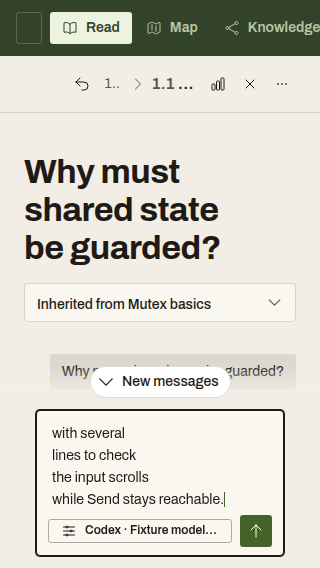 Read
Map
Knowledge
1..
1.1 ...
Why must
shared state
be guarded?
Inherited from Mutex basics
guarded?
New messages
with several
lines to check
the input scrolls
while Send stays reachable.
Codex · Fixture model...